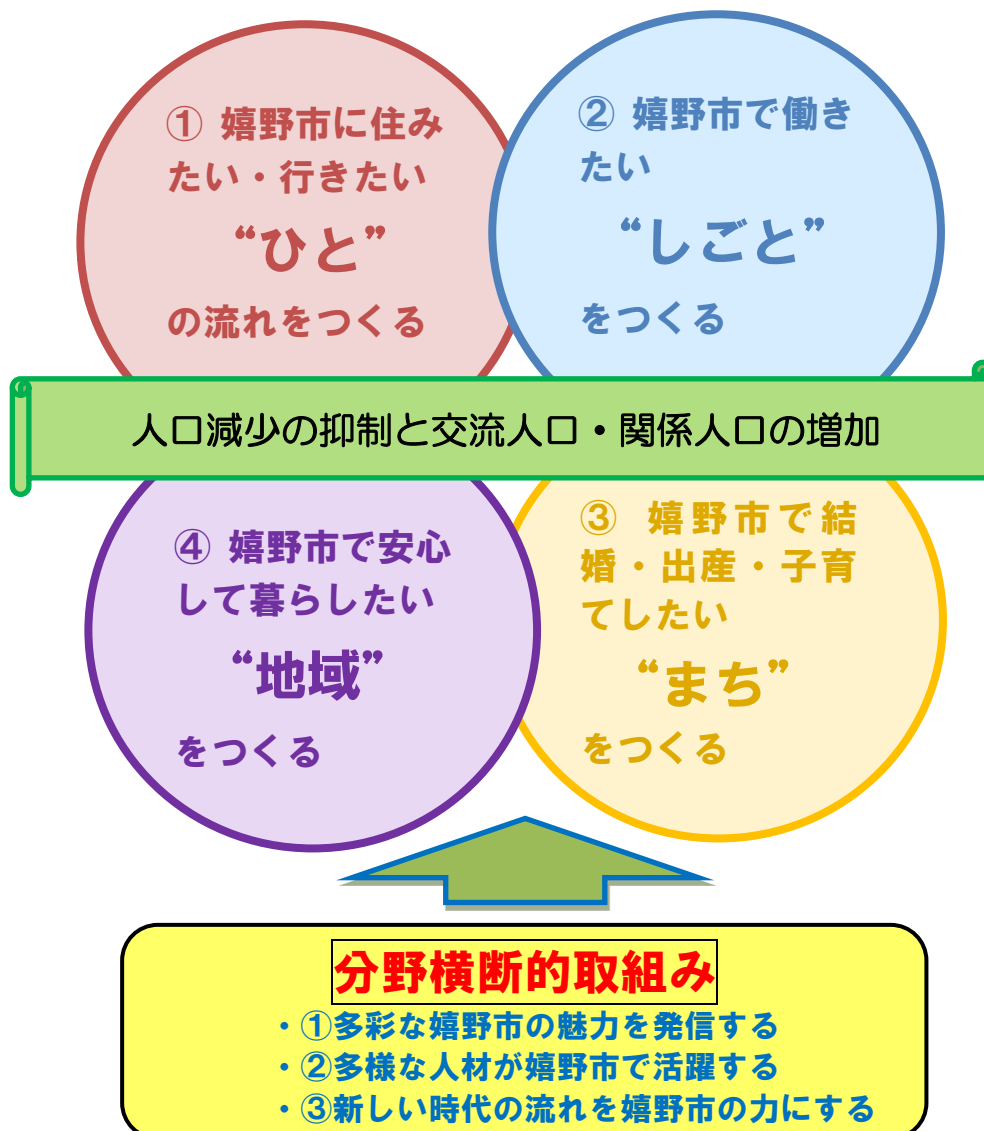 ① 嬉野市に住み
たい・行きたい
“ひと”
の流れをつくる
② 嬉野市で働き
たい
“しごと”
をつくる
人口減少の抑制と交流人口・関係人口の増加
④ 嬉野市で安心
して暮らしたい
“地域”
をつくる
③ 嬉野市で結
婚・出産・子育
てしたい
“まち”
をつくる
分野横断的取組み
・①多彩な嬉野市の魅力を発信する
・②多様な人材が嬉野市で活躍する
・③新しい時代の流れを嬉野市の力にする